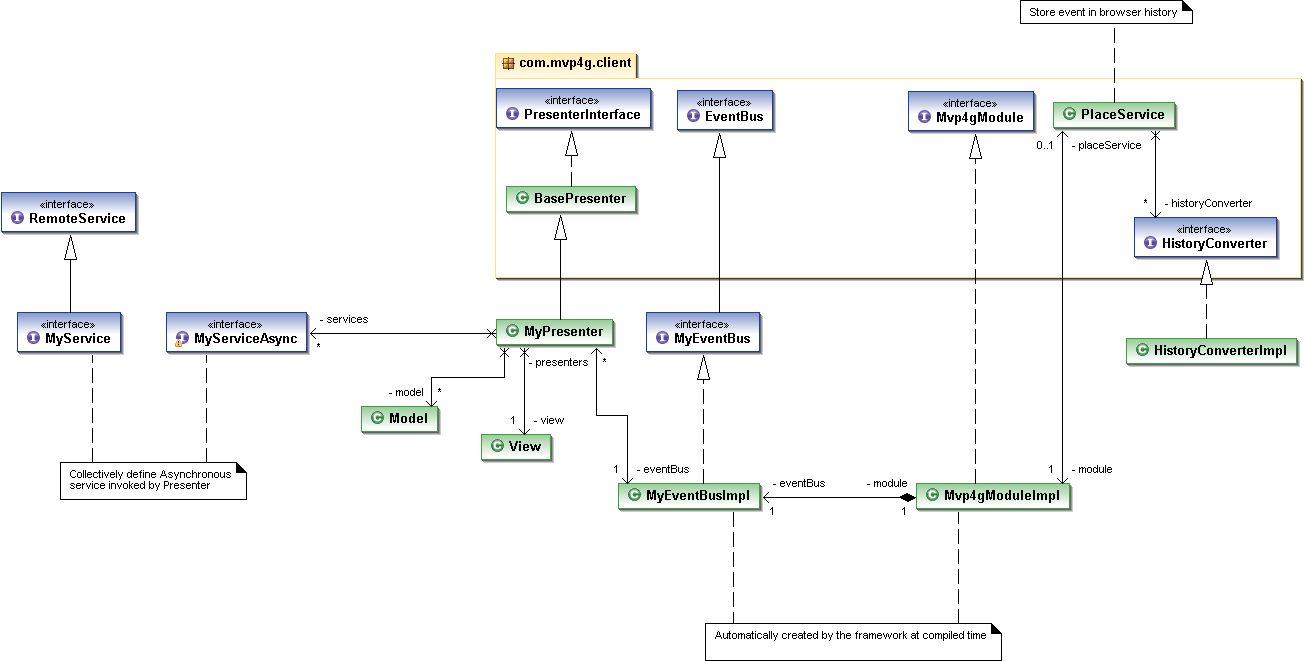 Store event in browser history
com.mvp4g.client
«interface»
PresenterInterface
«interface»
EventBus
«interface»
Mvp4gModule
PlaceService
0..1
- placeService
BasePresenter
* - historyConverter
«interface»
RemoteService
«interface»
HistoryConverter
«interface»
MyService
«interface»
MyServiceAsync
- services
*
MyPresenter
«interface»
MyEventBus
HistoryConverterImpl
- presenters
*
- model
*
Model
1
- view
View
Collectively define Asynchronous
service invoked by Presenter
1
- eventBus
1
- module
MyEventBusImpl
- eventBus
- module
1
1
Mvp4gModuleImpl
Automatically created by the framework at compiled time